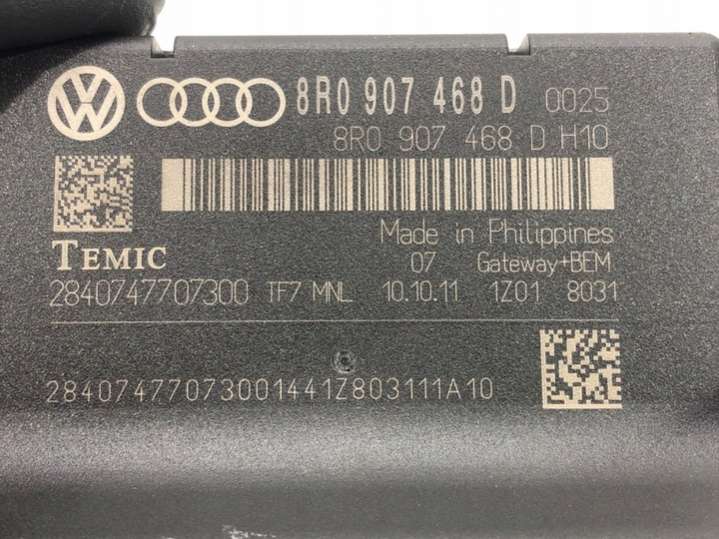 8R0 907 468 D 0025
8R0 907 468 D H10
Made in Philippines
TEMIC 07 Gateway+BEM
2840747707300 TF7 MNL 10.10.11 1Z01 8031
28407477073001441Z803111A10